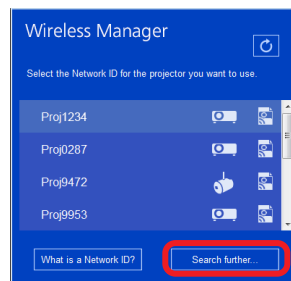 Wireless Manager
Select the Network ID for the projector you want to use.
Proj1234
Proj0287
Proj9472
Proj9953
What is a Network ID?
Search further...